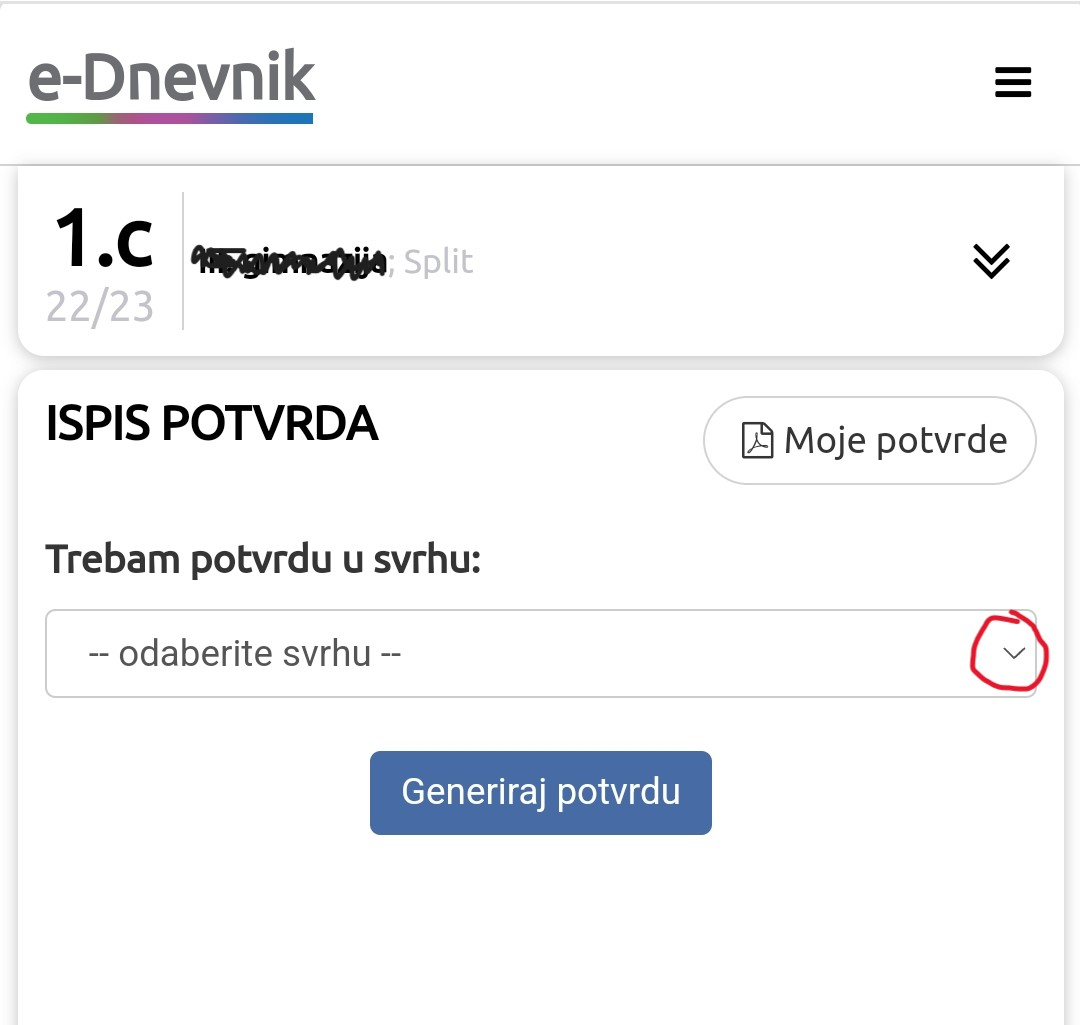 e-Dnevnik
1.c
22/23
; Split
ISPIS POTVRDA
Moje potvrde
Trebam potvrdu u svrhu:
-- odaberite svrhu --
Generiraj potvrdu